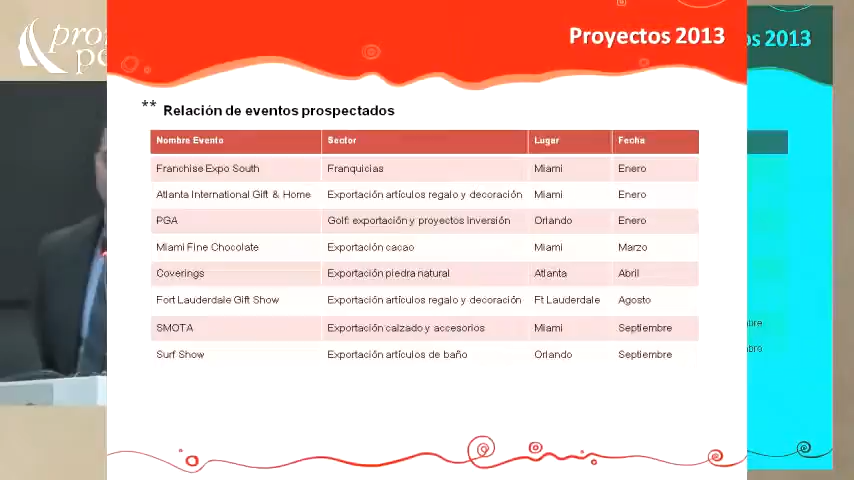 Proyectos 2013
os 2013
** Relación de eventos prospectados
Nombre Evento Sector Lugar Fecha
Franchise Expo South Franquicias Miami Enero
Atlanta International Gift & Home Exportación artículos regalo y decoración Miami Enero
PGA Golf: exportación y proyectos inversión Orlando Enero
Miami Fine Chocolate Exportación cacao Miami Marzo
Coverings Exportación piedra natural Atlanta Abril
Fort Lauderdale Gift Show Exportación artículos regalo y decoración Ft Lauderdale Agosto
SMOTA Exportación calzado y accesorios Miami Septiembre
Surf Show Exportación artículos de baño Orlando Septiembre